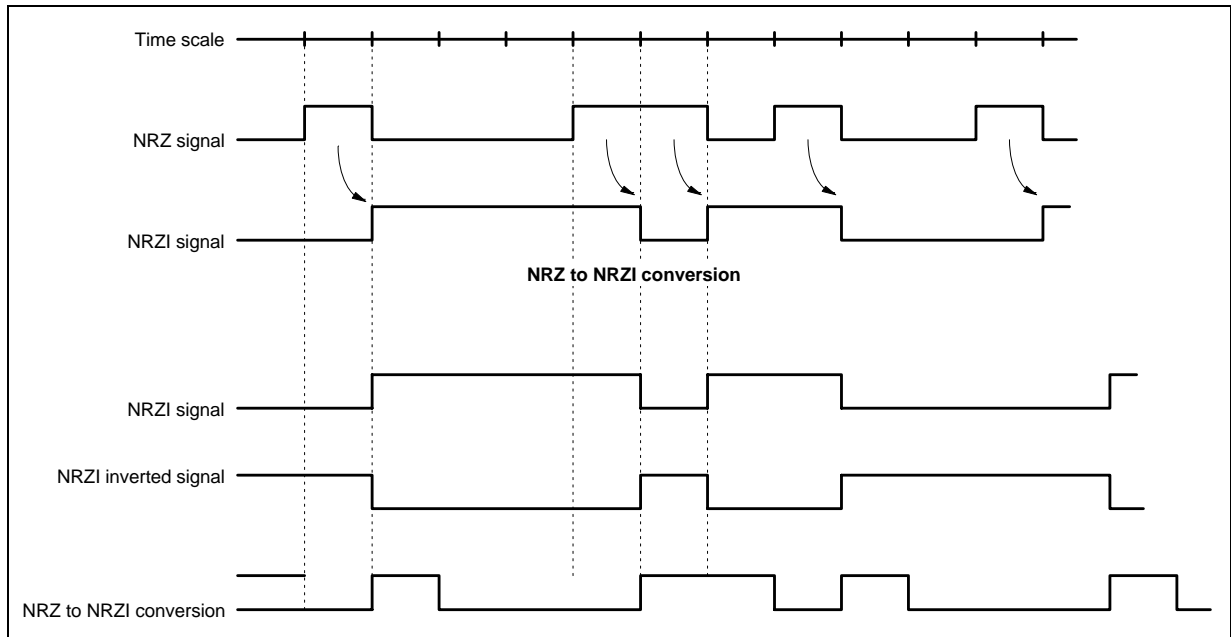 Time scale
NRZ signal
NRZI signal
NRZ to NRZI conversion
NRZI signal
NRZI inverted signal
NRZ to NRZI conversion